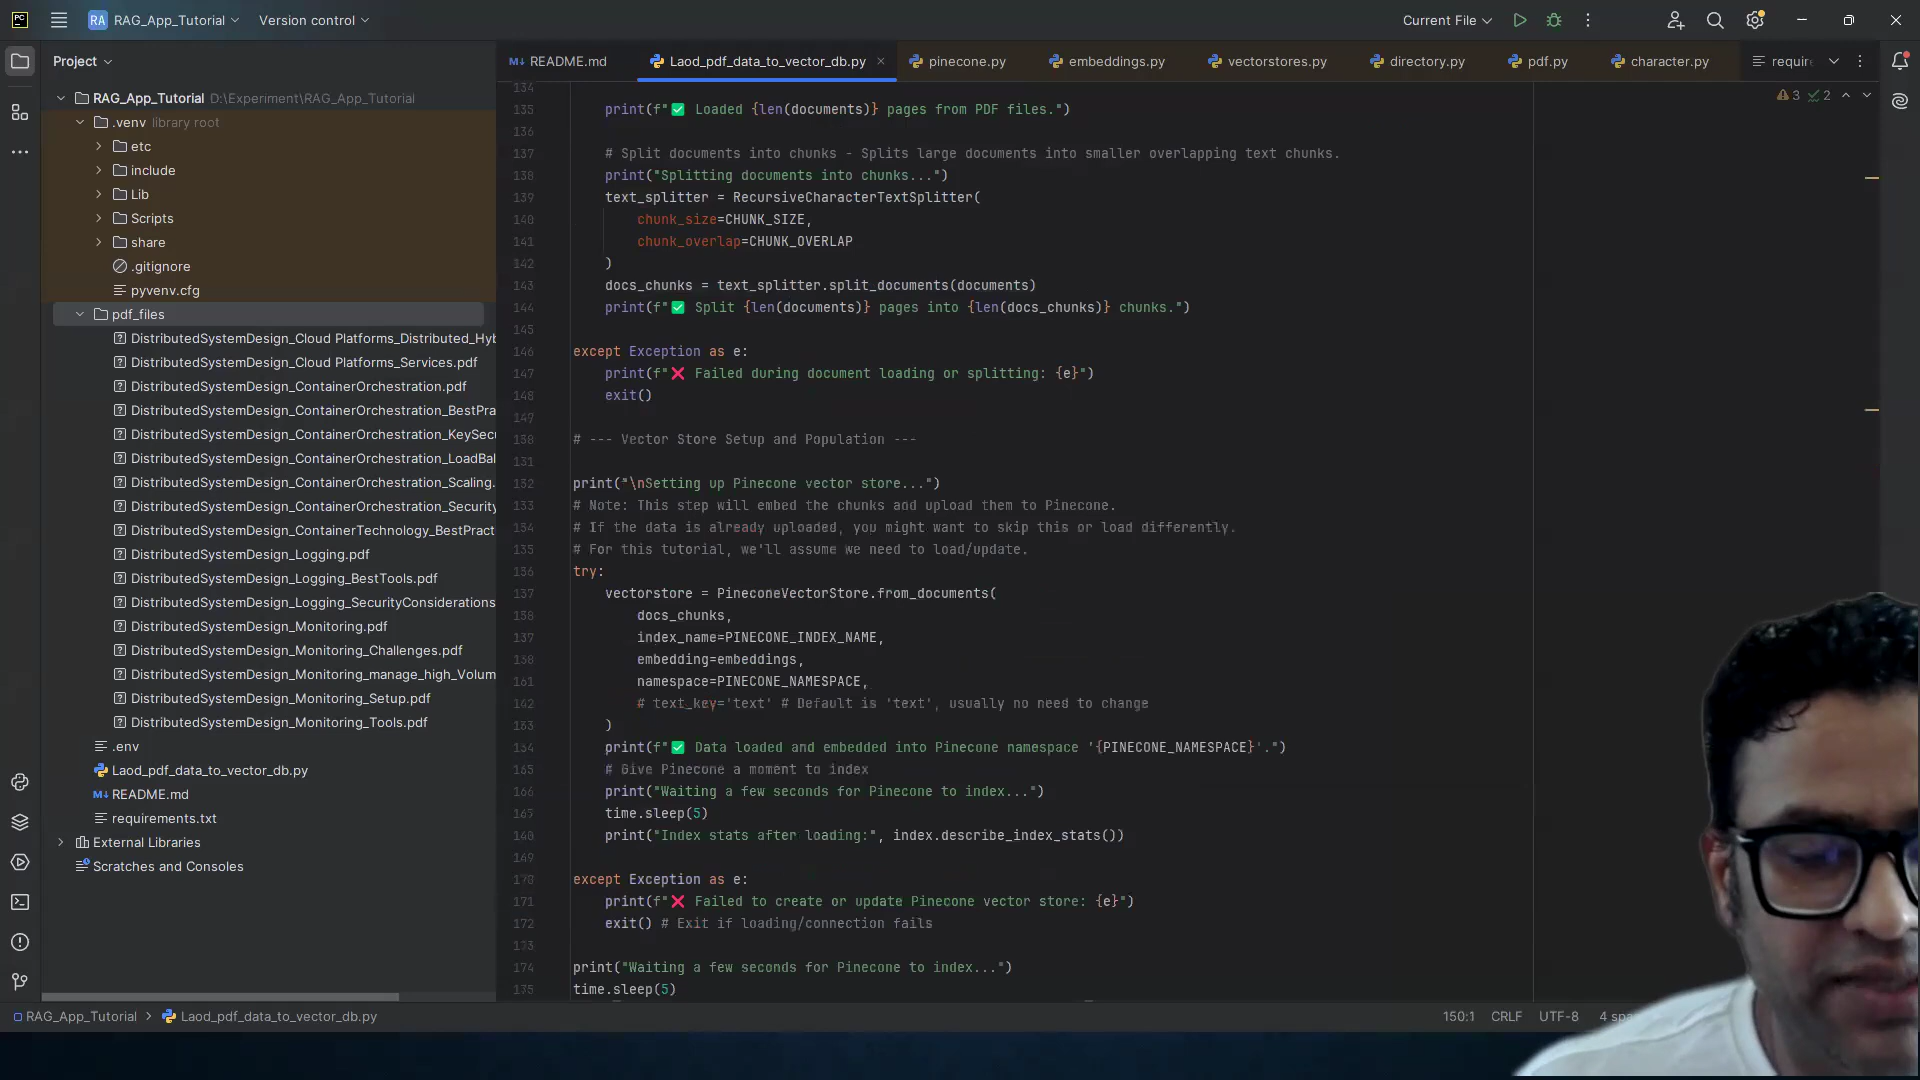 PC
RA RAG_App_Tutorial
Version control
Current File
Project
README.md
Laod_pdf_data_to_vector_db.py
pinecone.py
embeddings.py
vectorstores.py
directory.py
pdf.py
character.py
RAG_App_Tutorial D:\Experiment\RAG_App_Tutorial
.venv library root
etc
include
Lib
Scripts
share
.gitignore
pyvenv.cfg
pdf_files
DistributedSystemDesign_Cloud Platforms_Distributed_Hyb
DistributedSystemDesign_Cloud Platforms_Services.pdf
DistributedSystemDesign_ContainerOrchestration.pdf
DistributedSystemDesign_ContainerOrchestration_BestPra
DistributedSystemDesign_ContainerOrchestration_KeySecu
DistributedSystemDesign_ContainerOrchestration_LoadBal
DistributedSystemDesign_ContainerOrchestration_Scaling.
DistributedSystemDesign_ContainerOrchestration_Security
DistributedSystemDesign_ContainerTechnology_BestPract
DistributedSystemDesign_Logging.pdf
DistributedSystemDesign_Logging_BestTools.pdf
DistributedSystemDesign_Logging_SecurityConsiderations
DistributedSystemDesign_Monitoring.pdf
DistributedSystemDesign_Monitoring_Challenges.pdf
DistributedSystemDesign_Monitoring_manage_high_Volum
DistributedSystemDesign_Monitoring_Setup.pdf
DistributedSystemDesign_Monitoring_Tools.pdf
.env
Laod_pdf_data_to_vector_db.py
README.md
requirements.txt
External Libraries
Scratches and Consoles
3 2
print(f"✅ Loaded {len(documents)} pages from PDF files.")
# Split documents into chunks - Splits large documents into smaller overlapping text chunks.
print("Splitting documents into chunks...")
text_splitter = RecursiveCharacterTextSplitter(
chunk_size=CHUNK_SIZE,
chunk_overlap=CHUNK_OVERLAP
)
docs_chunks = text_splitter.split_documents(documents)
print(f"✅ Split {len(documents)} pages into {len(docs_chunks)} chunks.")
except Exception as e:
print(f"❌ Failed during document loading or splitting: {e}")
exit()
# --- Vector Store Setup and Population ---
print("\nSetting up Pinecone vector store...")
# Note: This step will embed the chunks and upload them to Pinecone.
# If the data is already uploaded, you might want to skip this or load differently.
# For this tutorial, we'll assume we need to load/update.
try:
vectorstore = PineconeVectorStore.from_documents(
docs_chunks,
index_name=PINECONE_INDEX_NAME,
embedding=embeddings,
namespace=PINECONE_NAMESPACE,
# text_key='text' # Default is 'text', usually no need to change
)
print(f"✅ Data loaded and embedded into Pinecone namespace '{PINECONE_NAMESPACE}'.")
# Give Pinecone a moment to index
print("Waiting a few seconds for Pinecone to index...")
time.sleep(5)
print("Index stats after loading:", index.describe_index_stats())
except Exception as e:
print(f"❌ Failed to create or update Pinecone vector store: {e}")
exit() # Exit if loading/connection fails
print("Waiting a few seconds for Pinecone to index...")
time.sleep(5)
RAG_App_Tutorial > Laod_pdf_data_to_vector_db.py
150:1 CRLF UTF-8